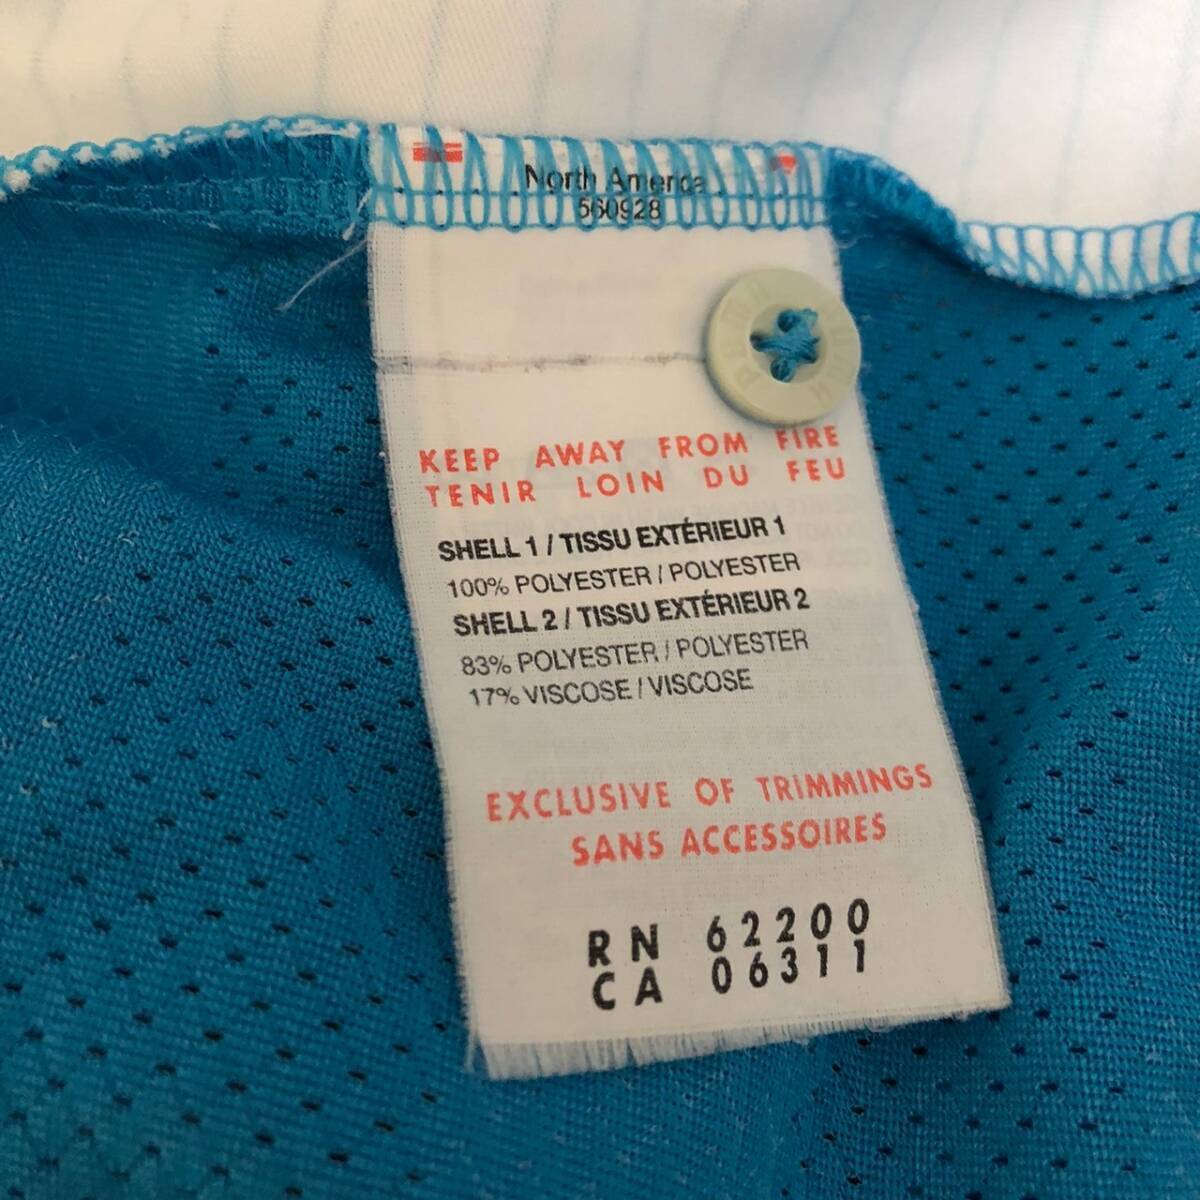 North America
560928
KEEP AWAY FROM FIRE
TENIR LOIN DU FEU
SHELL 1 / TISSU EXTÉRIEUR 1
100% POLYESTER / POLYESTER
SHELL 2 / TISSU EXTÉRIEUR 2
83% POLYESTER / POLYESTER
17% VISCOSE / VISCOSE
EXCLUSIVE OF TRIMMINGS
SANS ACCESSOIRES
RN 62200
CA 06311